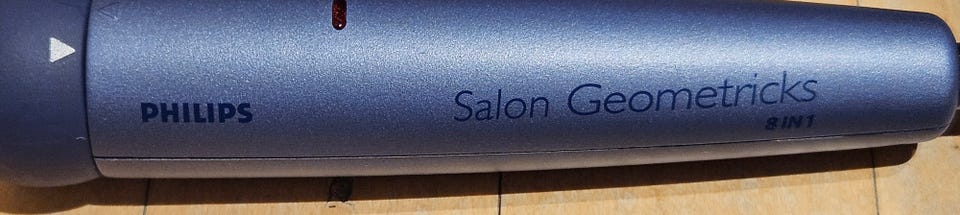 PHILIPS
Salon Geometricks
8 IN 1